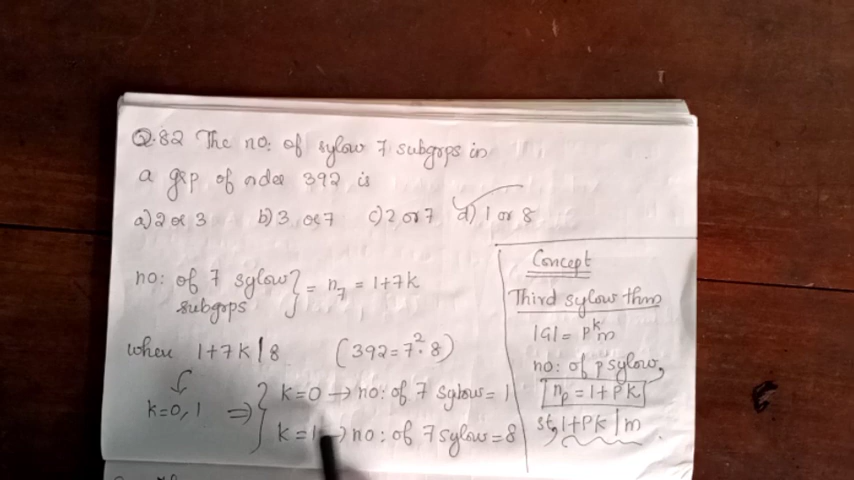 Q.82 The no: of sylow 7 subgrps in
a grp of order 392 is
a) 2 or 3 b) 3 or 7 c) 2 or 7 d) 1 or 8
no: of 7 sylow subgrps } = n₇ = 1+7k
when 1+7k | 8 (392 = 7².8)
k=0,1 ⇒ { k=0 → no: of 7 sylow = 1
k=1 → no: of 7 sylow = 8
Concept
Third sylow thm
|G| = pᵏm
no: of p sylow,
nₚ = 1+pk
st, 1+Pk | m